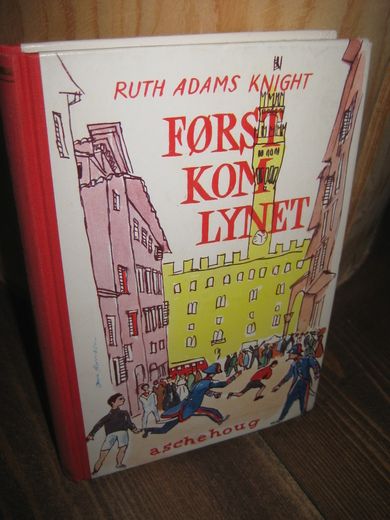 RUTH ADAMS KNIGHT
FØRST
KOM
LYNET
aschehoug